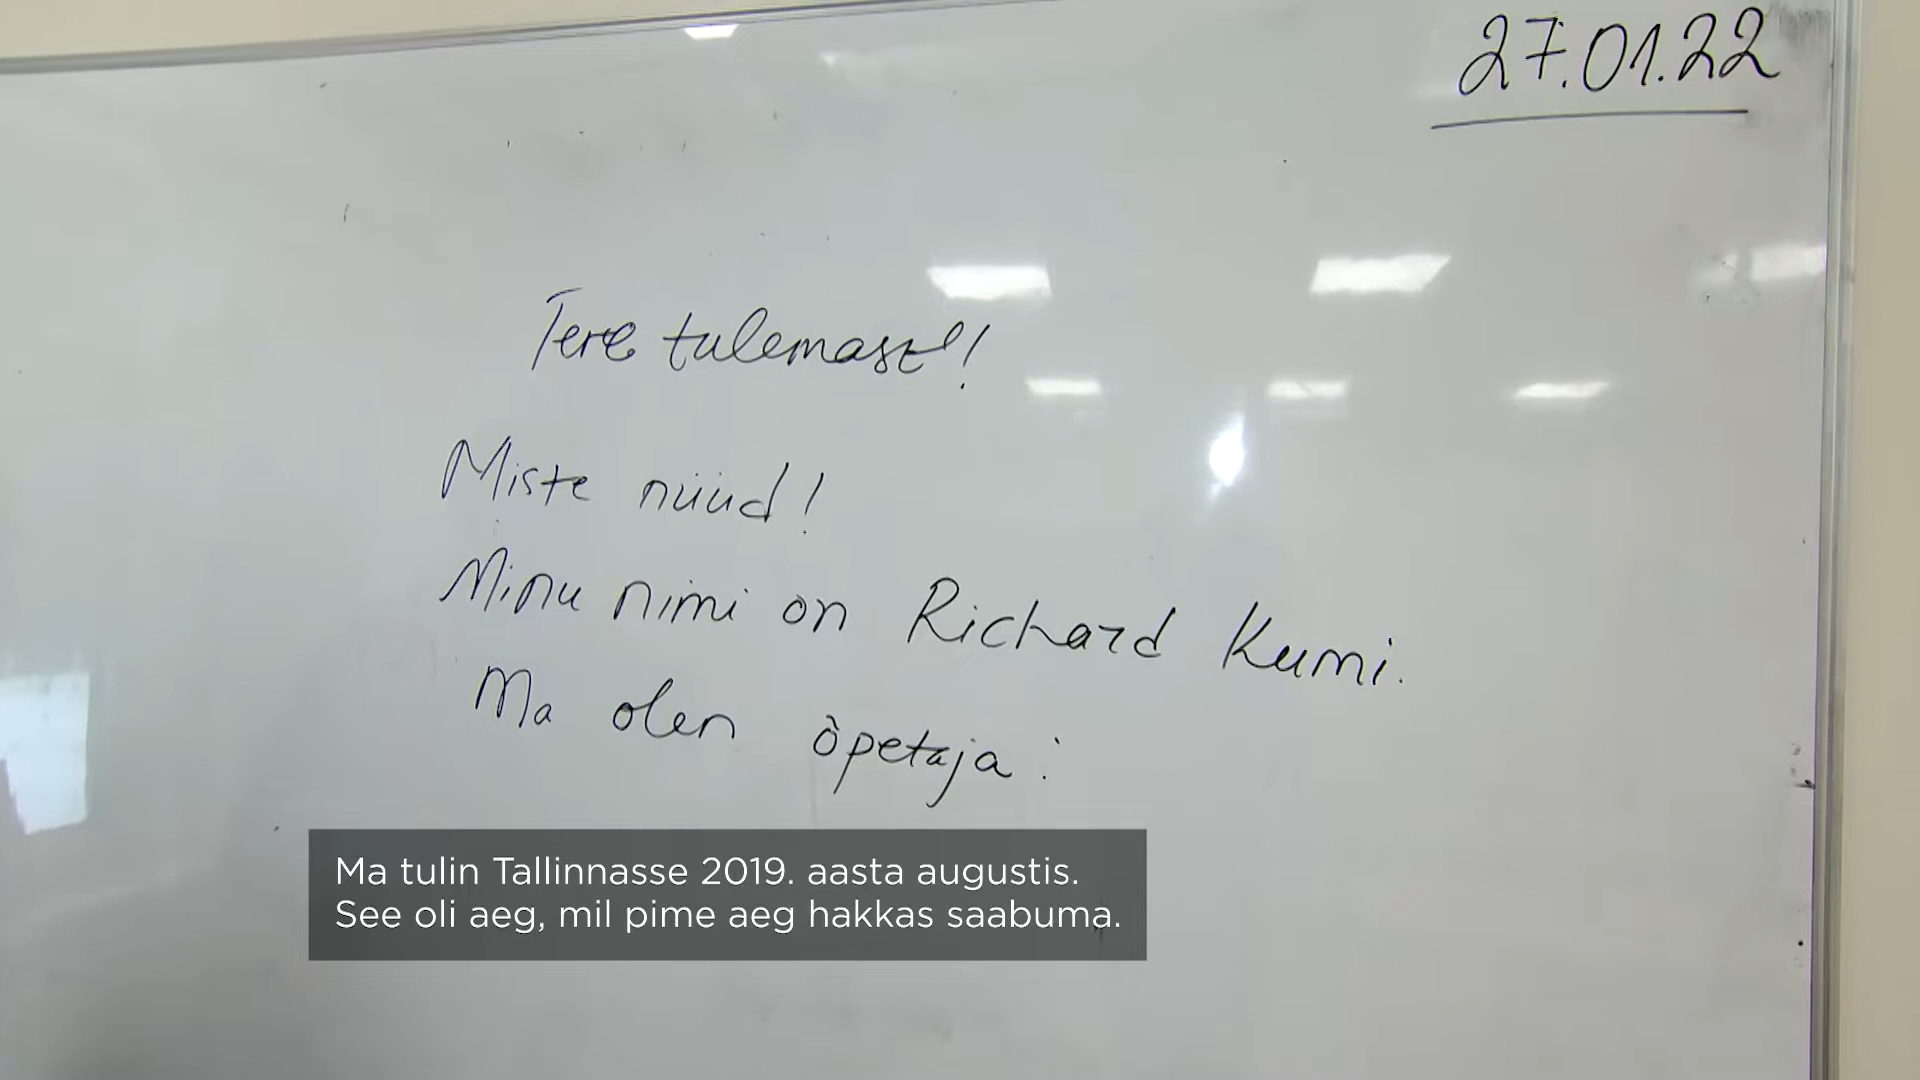 27.01.22
Tere tulemast!
Miste nüüd!
Minu nimi on Richard Kumi.
Ma olen õpetaja:
Ma tulin Tallinnasse 2019. aasta augustis.
See oli aeg, mil pime aeg hakkas saabuma.